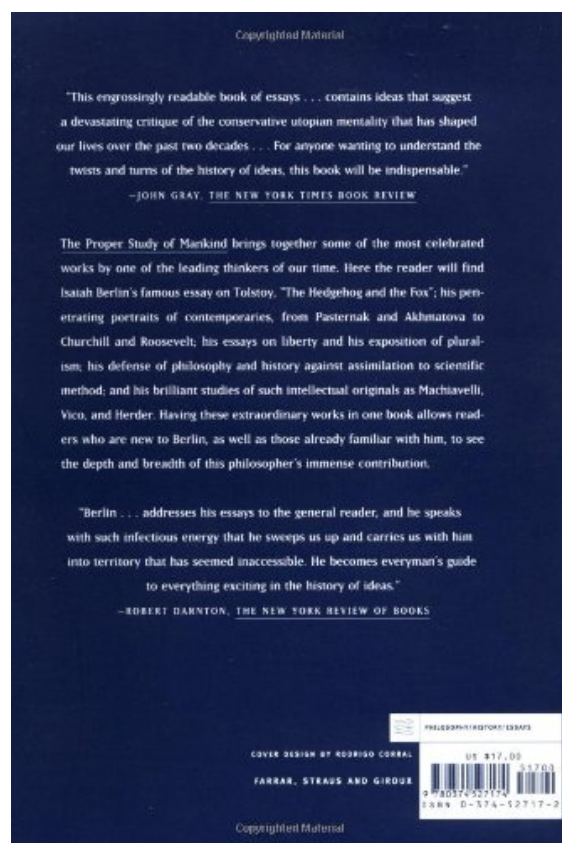 Copyrighted Material
"This engrossingly readable book of essays . . . contains ideas that suggest
a devastating critique of the conservative utopian mentality that has shaped
our lives over the past two decades . . . For anyone wanting to understand the
twists and turns of the history of ideas, this book will be indispensable."
—JOHN GRAY, THE NEW YORK TIMES BOOK REVIEW
The Proper Study of Mankind brings together some of the most celebrated
works by one of the leading thinkers of our time. Here the reader will find
Isaiah Berlin's famous essay on Tolstoy, "The Hedgehog and the Fox"; his pen-
etrating portraits of contemporaries, from Pasternak and Akhmatova to
Churchill and Roosevelt; his essays on liberty and his exposition of plural-
ism; his defense of philosophy and history against assimilation to scientific
method; and his brilliant studies of such intellectual originals as Machiavelli,
Vico, and Herder. Having these extraordinary works in one book allows read-
ers who are new to Berlin, as well as those already familiar with him, to see
the depth and breadth of this philosopher's immense contribution.
"Berlin . . . addresses his essays to the general reader, and he speaks
with such infectious energy that he sweeps us up and carries us with him
into territory that has seemed inaccessible. He becomes everyman's guide
to everything exciting in the history of ideas."
—ROBERT DARNTON, THE NEW YORK REVIEW OF BOOKS
PHILOSOPHY/HISTORY/ESSAYS
COVER DESIGN BY RODRIGO CORRAL
FARRAR, STRAUS AND GIROUX
US $17.00
51700
9 780374 527174
ISBN 0-374-52717-2
Copyrighted Material